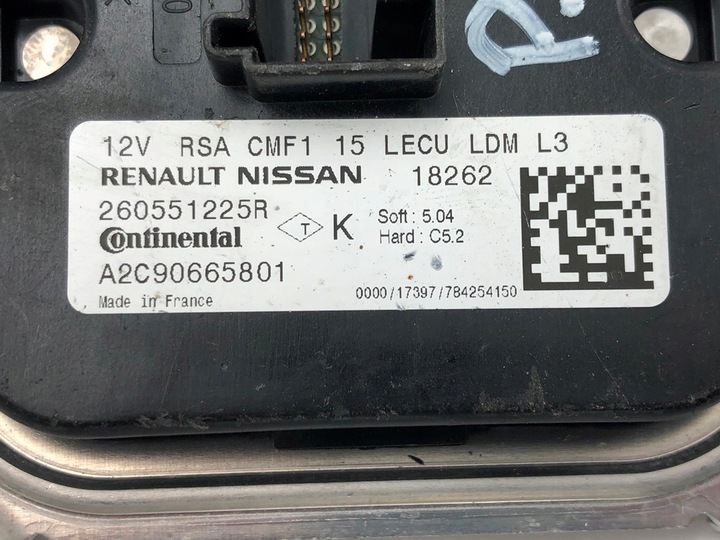 12V RSA CMF1 15 LECU LDM L3
RENAULT NISSAN 18262
260551225R
Continental
T K
Soft : 5.04
Hard : C5.2
A2C90665801
Made in France
0000/17397/784254150